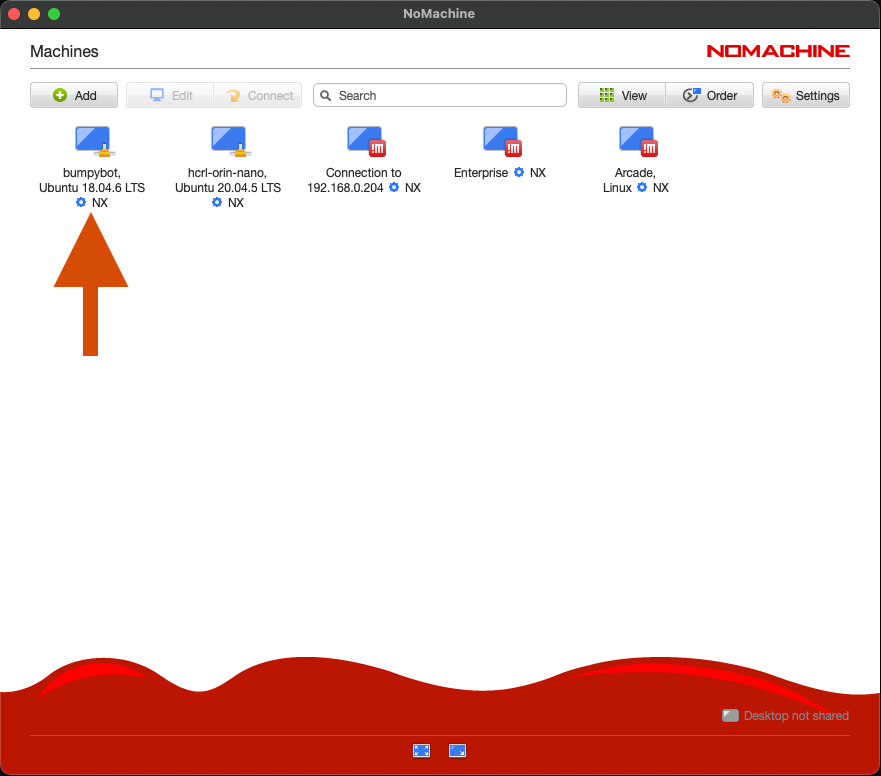 NoMachine
Machines
NOMACHINE
Add
Edit
Connect
Search
View
Order
Settings
bumpybot,
Ubuntu 18.04.6 LTS
NX
hcrl-orin-nano,
Ubuntu 20.04.5 LTS
NX
Connection to
192.168.0.204 NX
Enterprise NX
Arcade,
Linux NX
!M
!M
!M
Desktop not shared